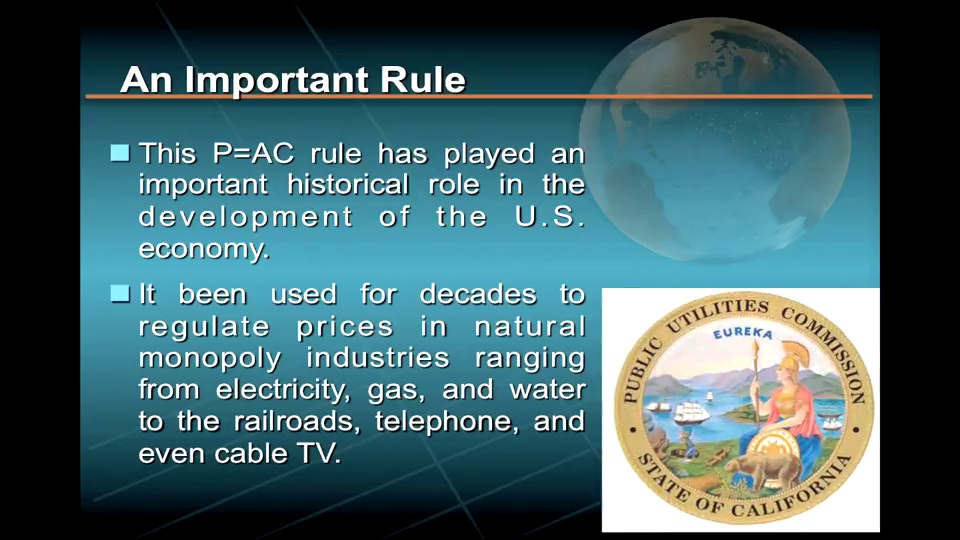 An Important Rule
This P=AC rule has played an
important historical role in the
development of the U.S.
economy.
It been used for decades to
regulate prices in natural
monopoly industries ranging
from electricity, gas, and water
to the railroads, telephone, and
even cable TV.
PUBLIC UTILITIES COMMISSION
EUREKA
STATE OF CALIFORNIA